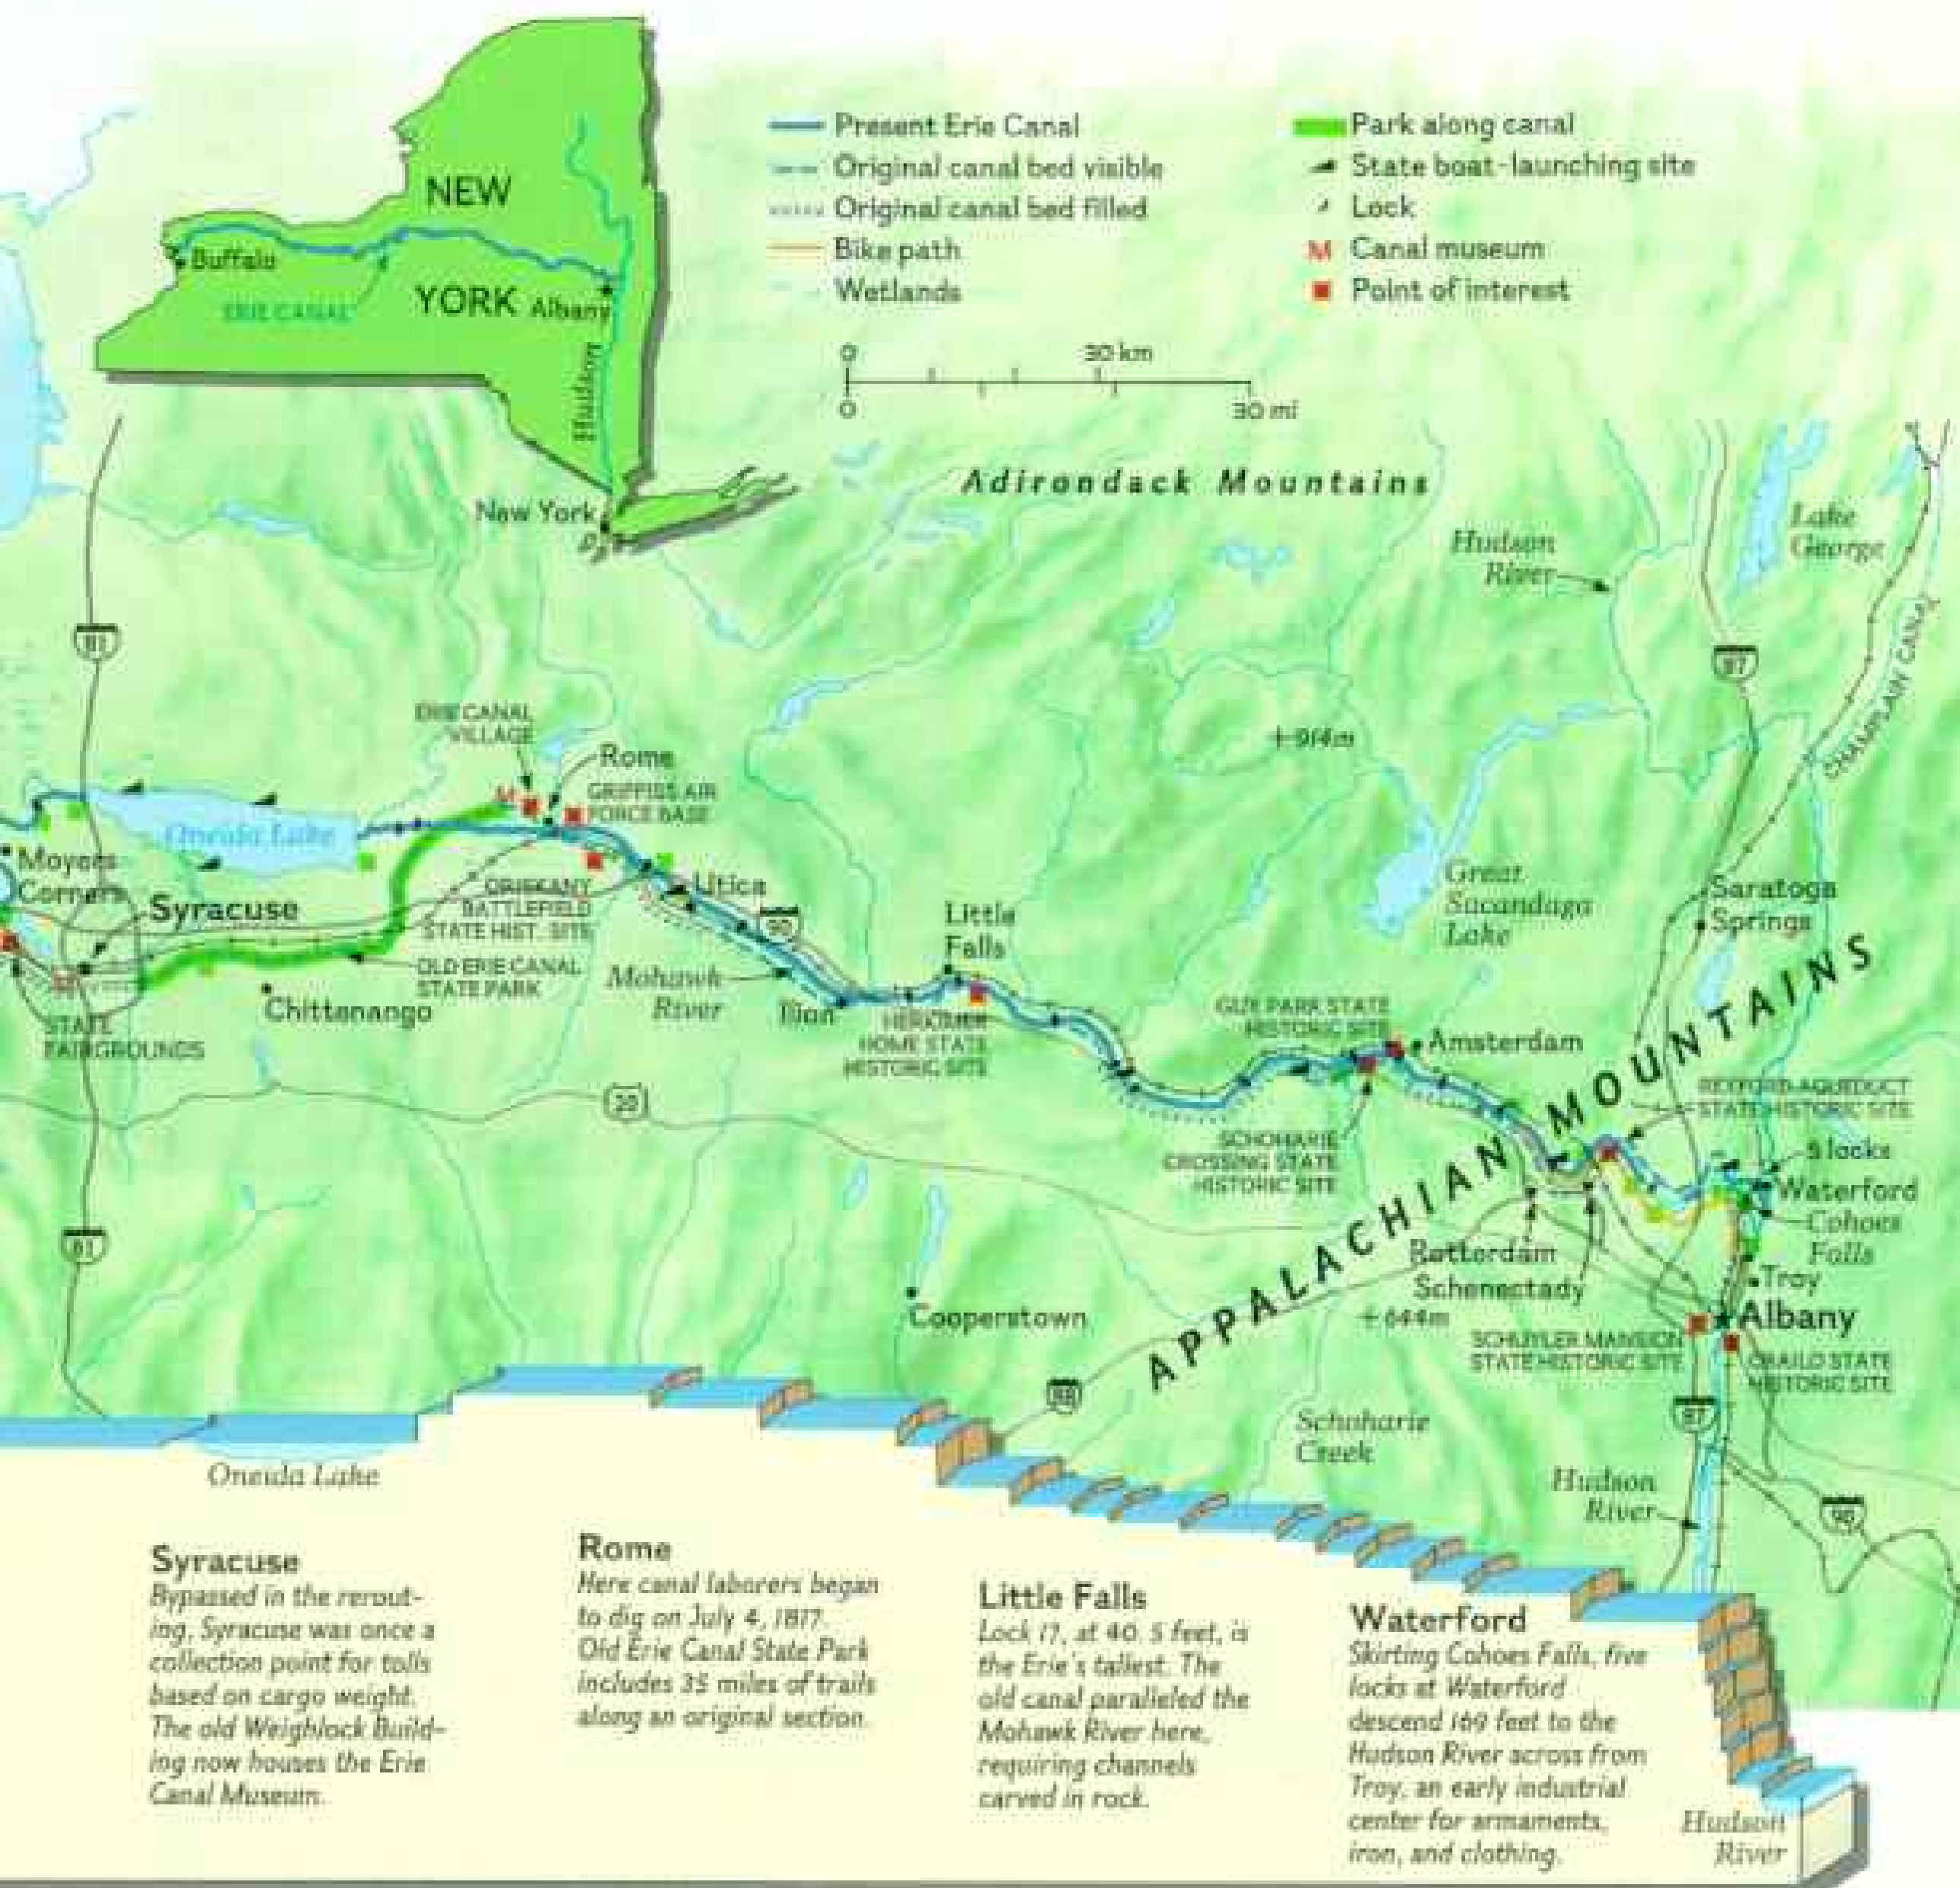 NEW
YORK
Buffalo
ERIE CANAL
Albany
Hudson
New York
Present Erie Canal
Original canal bed visible
Original canal bed filled
Bike path
Wetlands
Park along canal
State boat-launching site
Lock
M Canal museum
Point of interest
0 30 km
0 30 mi
Adirondack Mountains
Hudson
River
Lake
George
81
87
CHAMPLAIN CANAL
ERIE CANAL
VILLAGE
Rome
+914m
M
GRIFFISS AIR
FORCE BASE
Oneida Lake
Moyers
Corners
Syracuse
ORISKANY
BATTLEFIELD
STATE HIST. SITE
Utica
90
Little
Falls
Great
Sacandaga
Lake
Saratoga
Springs
OLD ERIE CANAL
STATE PARK
Mohawk
River
Ilion
Chittenango
STATE
FAIRGROUNDS
HERKIMER
HOME STATE
HISTORIC SITE
GUY PARK STATE
HISTORIC SITE
Amsterdam
20
REXFORD AQUEDUCT
STATE HISTORIC SITE
SCHOHARIE
CROSSING STATE
HISTORIC SITE
APPALACHIAN MOUNTAINS
5 locks
Waterford
Cohoes
Falls
81
Rotterdam
Schenectady
Troy
Cooperstown
+644m
Albany
SCHUYLER MANSION
STATE HISTORIC SITE
CRAILO STATE
HISTORIC SITE
88
87
Schoharie
Creek
Hudson
River
90
Oneida Lake
Syracuse
Bypassed in the rerout-
ing, Syracuse was once a
collection point for tolls
based on cargo weight.
The old Weighlock Build-
ing now houses the Erie
Canal Museum.
Rome
Here canal laborers began
to dig on July 4, 1817.
Old Erie Canal State Park
includes 35 miles of trails
along an original section.
Little Falls
Lock 17, at 40.5 feet, is
the Erie's tallest. The
old canal paralleled the
Mohawk River here,
requiring channels
carved in rock.
Waterford
Skirting Cohoes Falls, five
locks at Waterford
descend 169 feet to the
Hudson River across from
Troy, an early industrial
center for armaments,
iron, and clothing.
Hudson
River